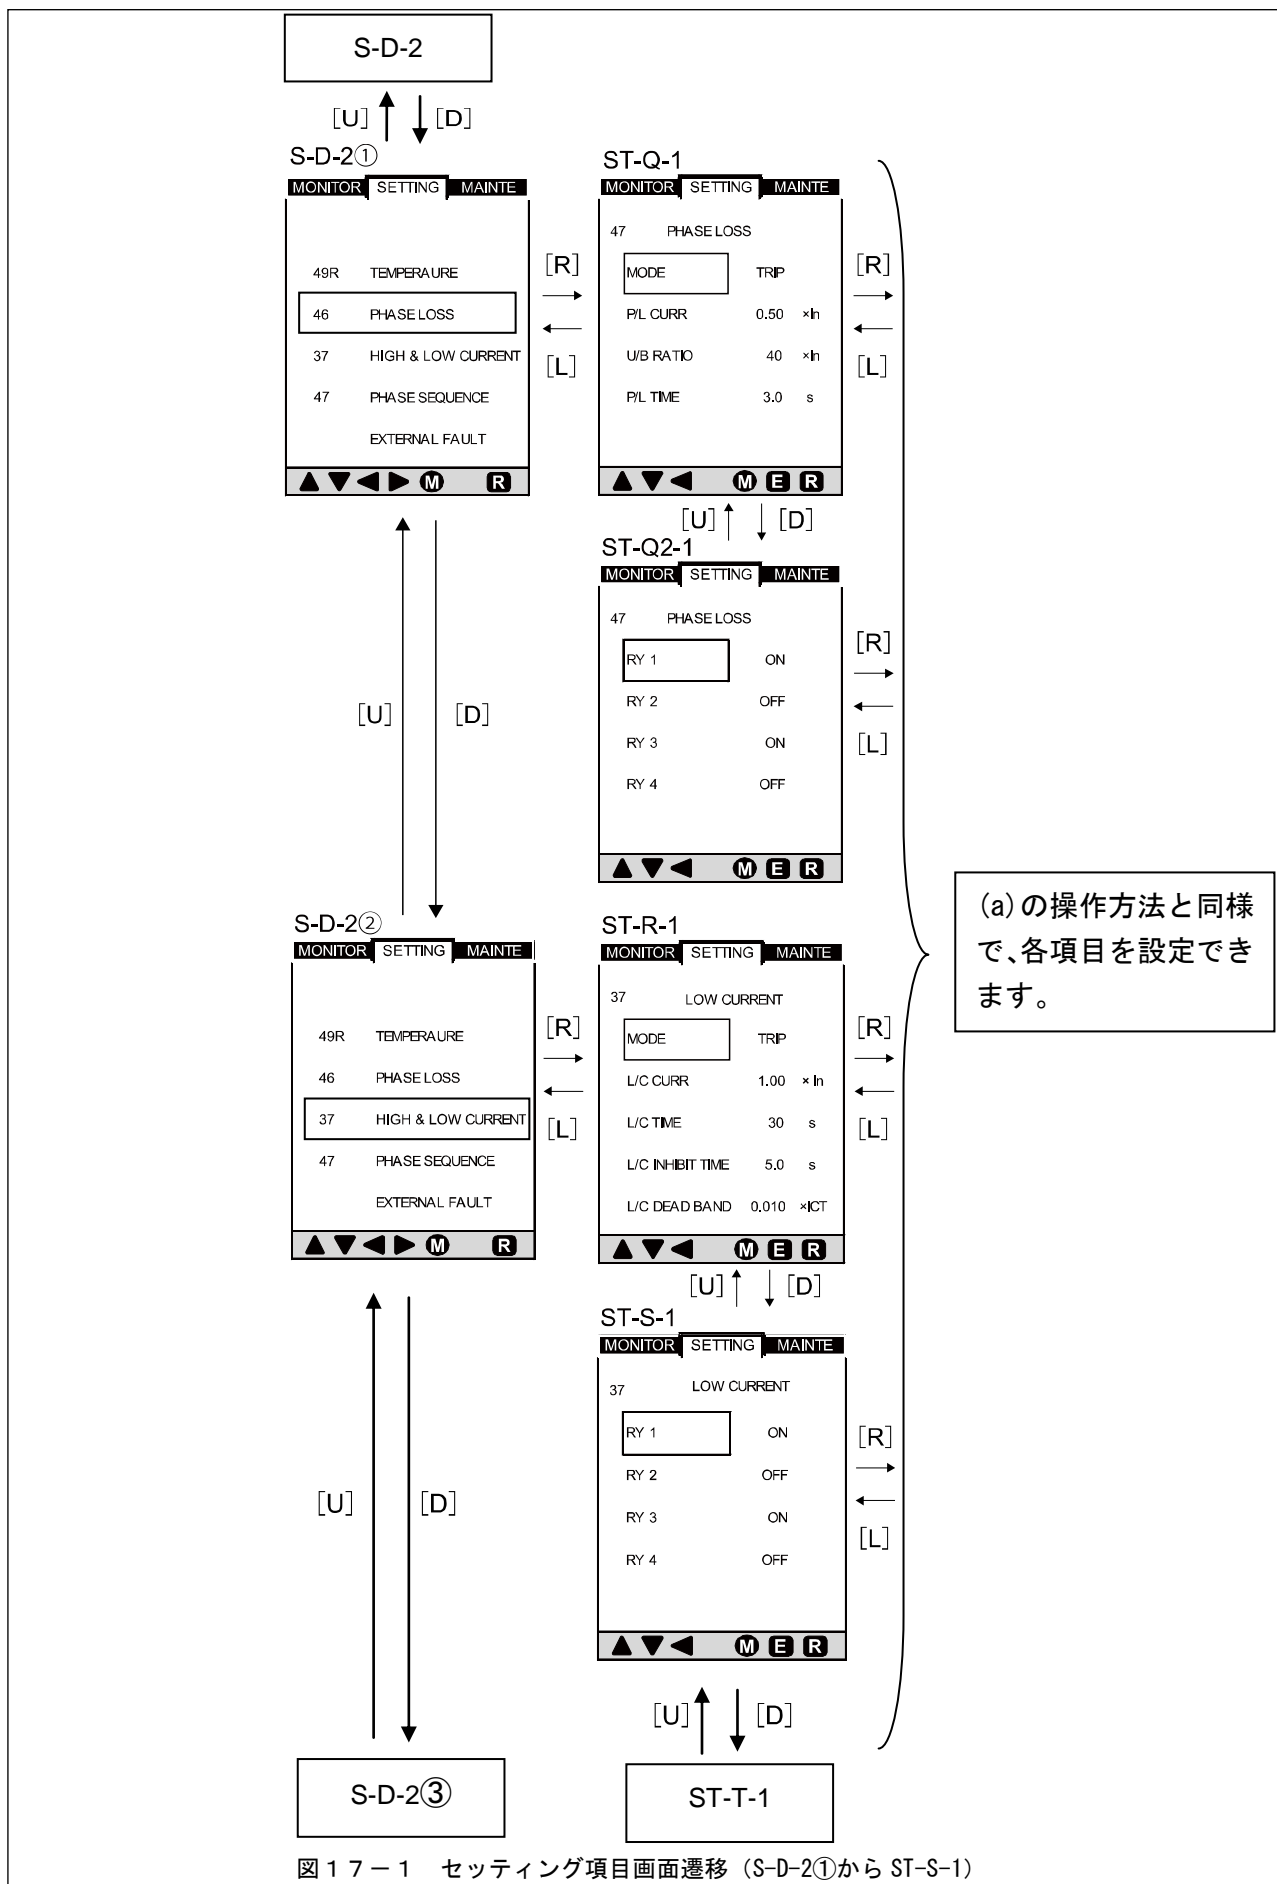 S-D-2
[U] [D]
S-D-2①
MONITOR SETTING MAINTE
49R TEMPERAURE
46 PHASE LOSS
37 HIGH & LOW CURRENT
47 PHASE SEQUENCE
EXTERNAL FAULT
M R
[R]
[L]
ST-Q-1
MONITOR SETTING MAINTE
47 PHASE LOSS
MODE TRIP
P/L CURR 0.50 ×In
U/B RATIO 40 ×In
P/L TIME 3.0 s
M E R
[R]
[L]
[U] [D]
ST-Q2-1
MONITOR SETTING MAINTE
47 PHASE LOSS
RY 1 ON
RY 2 OFF
RY 3 ON
RY 4 OFF
M E R
[R]
[L]
[U] [D]
S-D-2②
MONITOR SETTING MAINTE
49R TEMPERAURE
46 PHASE LOSS
37 HIGH & LOW CURRENT
47 PHASE SEQUENCE
EXTERNAL FAULT
M R
[R]
[L]
ST-R-1
MONITOR SETTING MAINTE
37 LOW CURRENT
MODE TRIP
L/C CURR 1.00 × In
L/C TIME 30 s
L/C INHIBIT TIME 5.0 s
L/C DEAD BAND 0.010 ×ICT
M E R
[R]
[L]
[U] [D]
ST-S-1
MONITOR SETTING MAINTE
37 LOW CURRENT
RY 1 ON
RY 2 OFF
RY 3 ON
RY 4 OFF
M E R
[R]
[L]
[U] [D]
[U] [D]
S-D-2③
ST-T-1
(a)の操作方法と同様
で、各項目を設定でき
ます。
図１７－１ セッティング項目画面遷移（S-D-2①から ST-S-1）